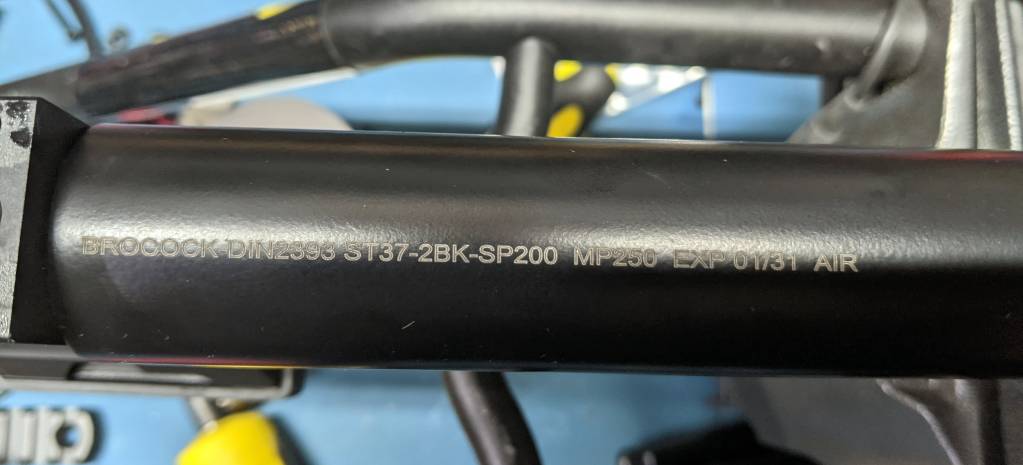 BROCOCK-DIN2393 ST37-2BK-SP200 MP250 EXP 01/31 AIR